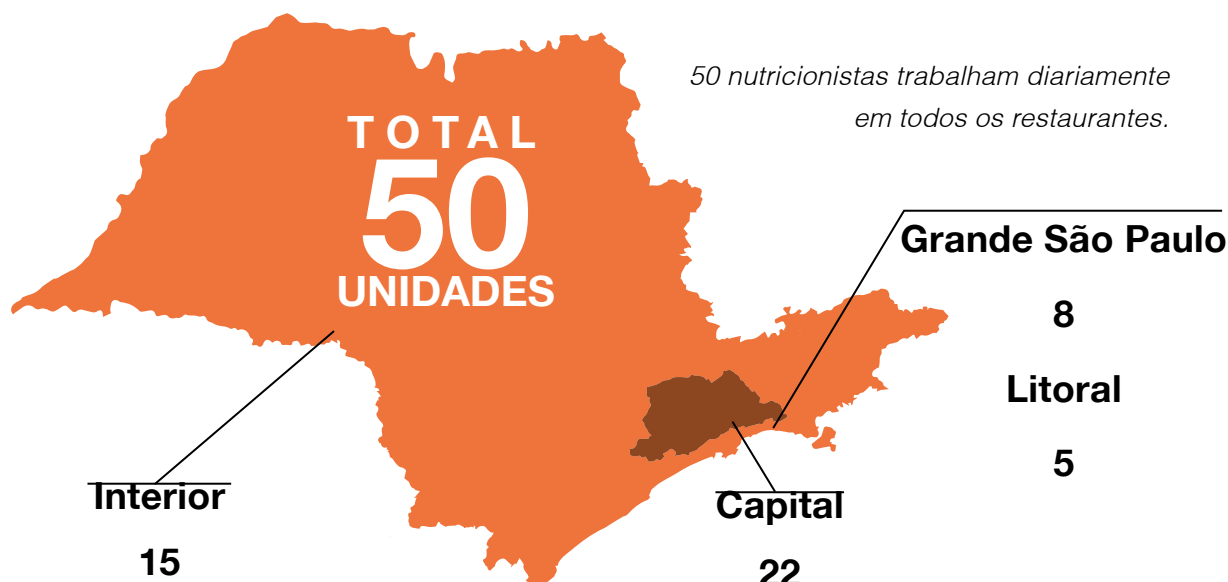 50 nutricionistas trabalham diariamente
em todos os restaurantes.
TOTAL
50
UNIDADES
Grande São Paulo
8
Litoral
5
Interior
15
Capital
22